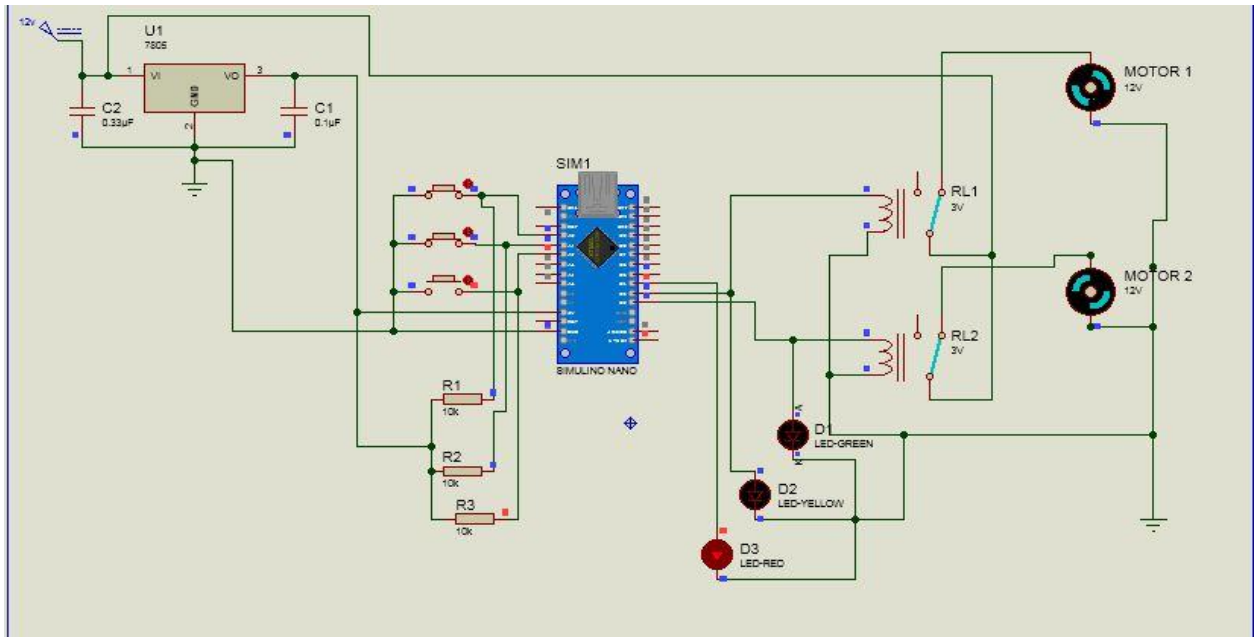 12V
U1
7805
1
VI
VO
3
GND
2
C2
0.33µF
C1
0.1µF
SIM1
SIMULINO NANO
MOTOR 1
12V
RL1
3V
MOTOR 2
12V
RL2
3V
R1
10k
R2
10k
R3
10k
D1
LED-GREEN
D2
LED-YELLOW
D3
LED-RED